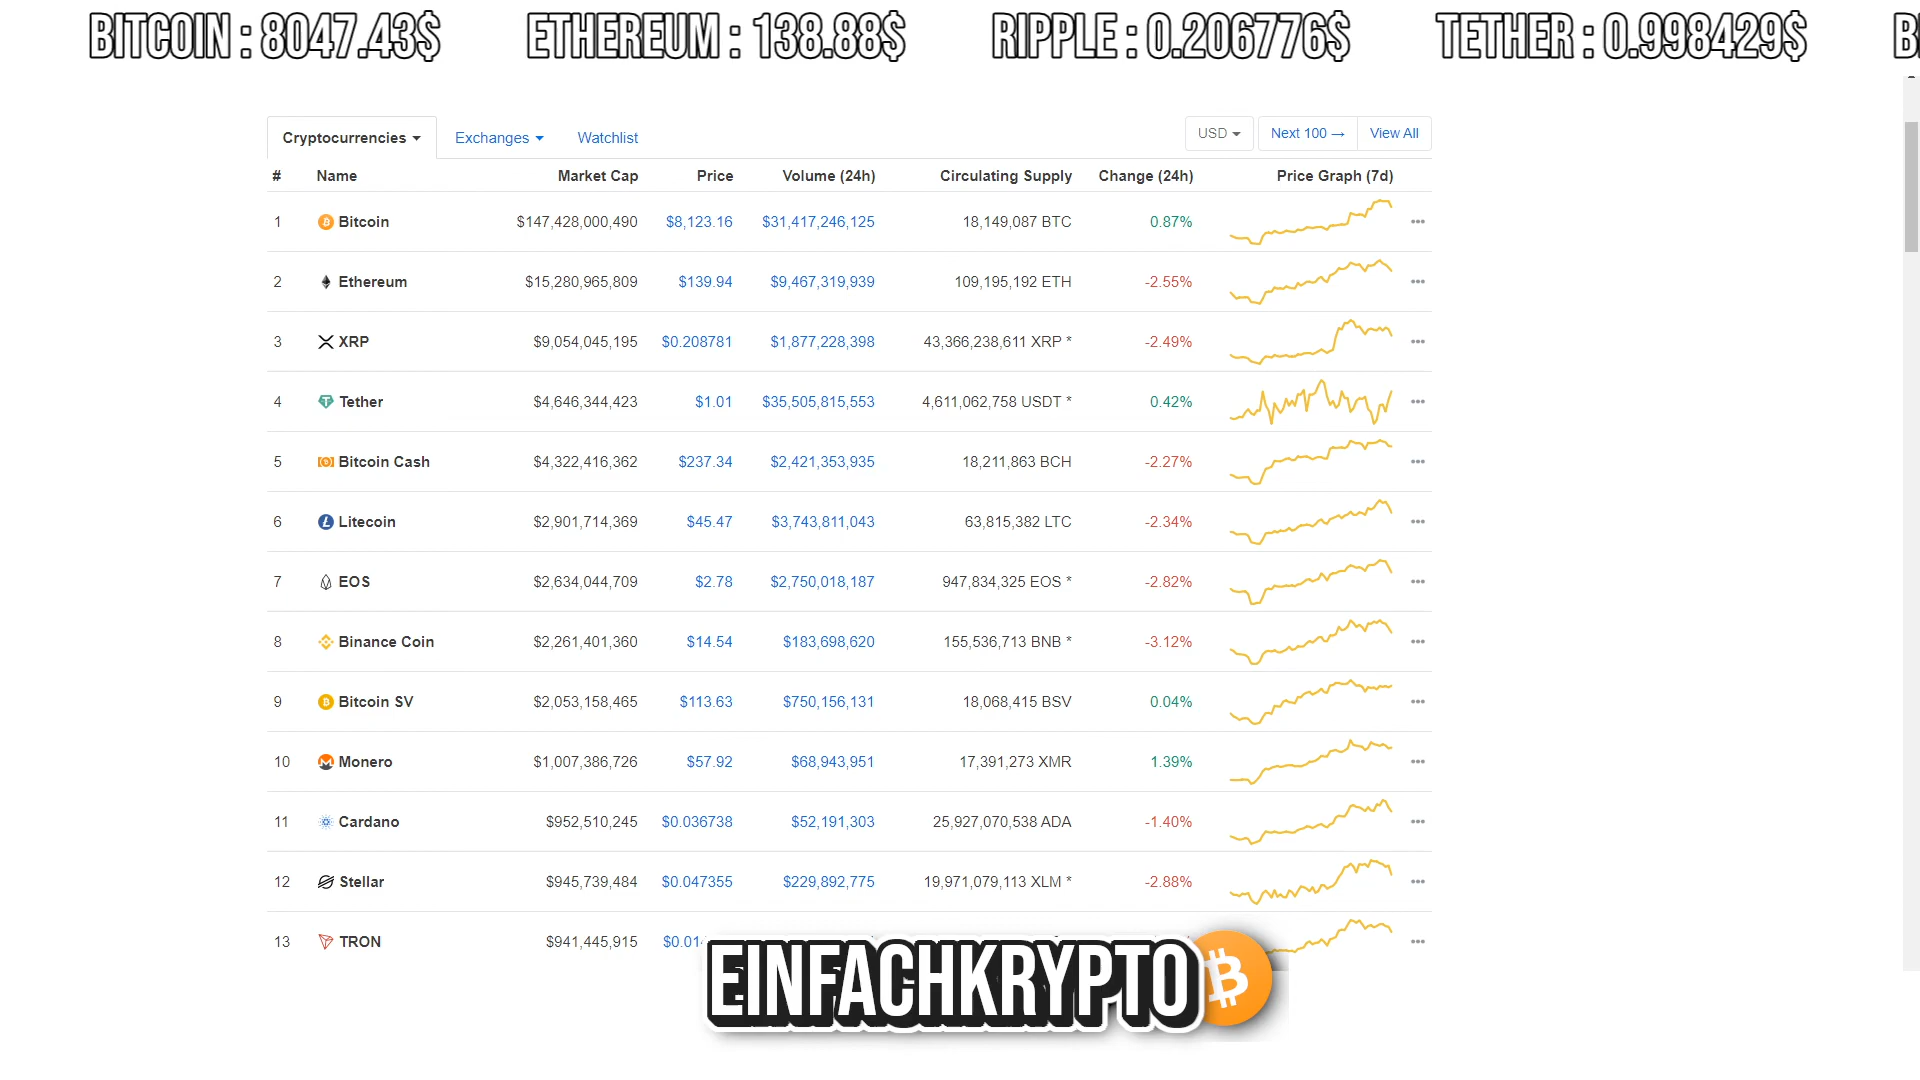 BITCOIN : 8047.43$ ETHEREUM : 138.88$ RIPPLE : 0.206776$ TETHER : 0.998429$
Cryptocurrencies Exchanges Watchlist USD Next 100 → View All
# Name Market Cap Price Volume (24h) Circulating Supply Change (24h) Price Graph (7d)
1 Bitcoin $147,428,000,490 $8,123.16 $31,417,246,125 18,149,087 BTC 0.87%
2 Ethereum $15,280,965,809 $139.94 $9,467,319,939 109,195,192 ETH -2.55%
3 XRP $9,054,045,195 $0.208781 $1,877,228,398 43,366,238,611 XRP * -2.49%
4 Tether $4,646,344,423 $1.01 $35,505,815,553 4,611,062,758 USDT * 0.42%
5 Bitcoin Cash $4,322,416,362 $237.34 $2,421,353,935 18,211,863 BCH -2.27%
6 Litecoin $2,901,714,369 $45.47 $3,743,811,043 63,815,382 LTC -2.34%
7 EOS $2,634,044,709 $2.78 $2,750,018,187 947,834,325 EOS * -2.82%
8 Binance Coin $2,261,401,360 $14.54 $183,698,620 155,536,713 BNB * -3.12%
9 Bitcoin SV $2,053,158,465 $113.63 $750,156,131 18,068,415 BSV 0.04%
10 Monero $1,007,386,726 $57.92 $68,943,951 17,391,273 XMR 1.39%
11 Cardano $952,510,245 $0.036738 $52,191,303 25,927,070,538 ADA -1.40%
12 Stellar $945,739,484 $0.047355 $229,892,775 19,971,079,113 XLM * -2.88%
13 TRON $941,445,915
EINFACHKRYPTO